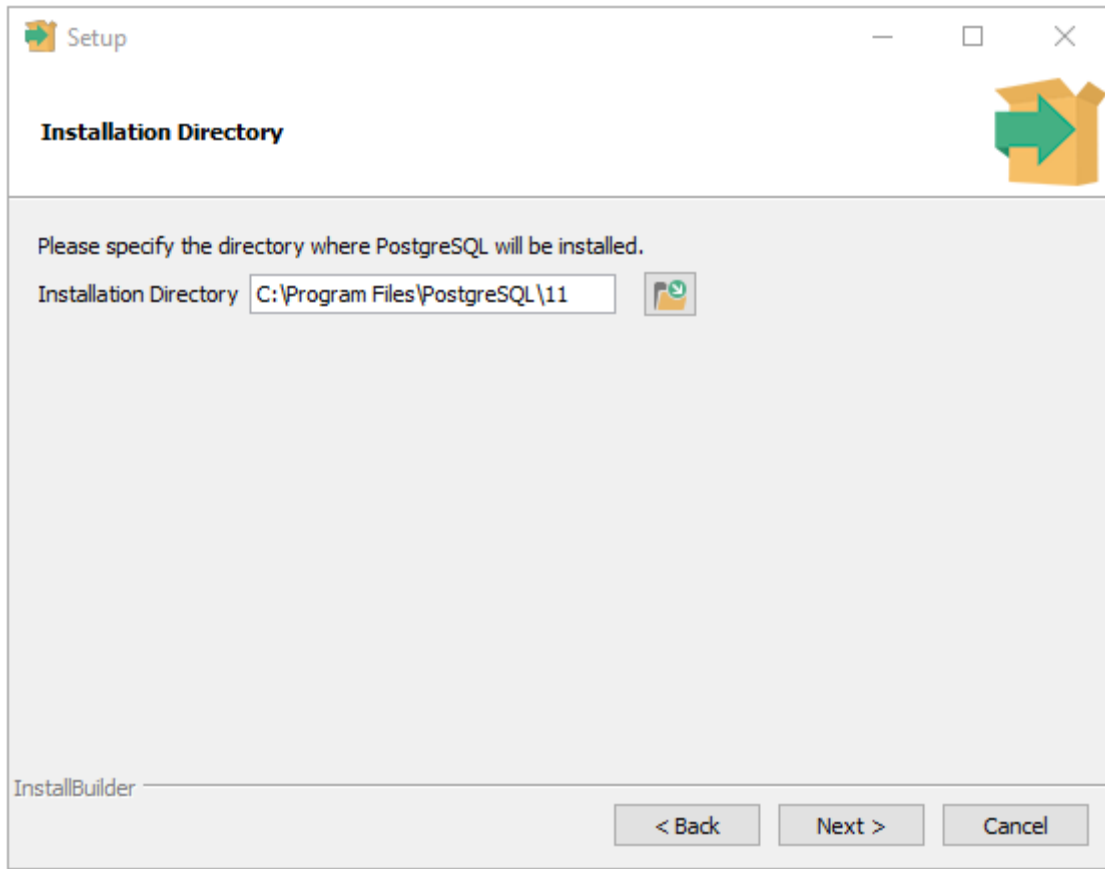 Setup
Installation Directory
Please specify the directory where PostgreSQL will be installed.
Installation Directory C:\Program Files\PostgreSQL\11
InstallBuilder
< Back Next > Cancel